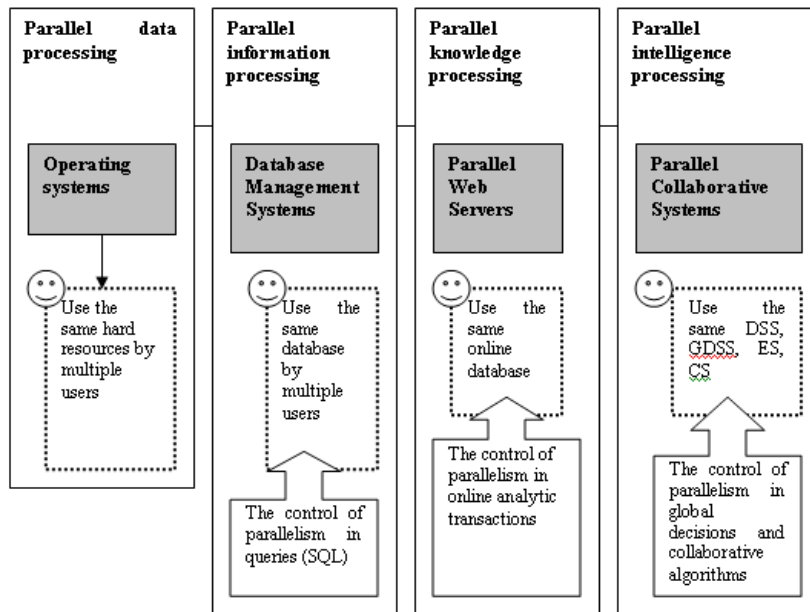 Parallel data
processing
Operating
systems
Use the
same hard
resources by
multiple
users
Parallel
information
processing
Database
Management
Systems
Use the
same
database
by
multiple
users
The control of
parallelism in
queries (SQL)
Parallel
knowledge
processing
Parallel
Web
Servers
Use the
same
online
database
The control of
parallelism in
online analytic
transactions
Parallel
intelligence
processing
Parallel
Collaborative
Systems
Use the
same DSS,
GDSS, ES,
CS
The control of
parallelism in
global
decisions and
collaborative
algorithms